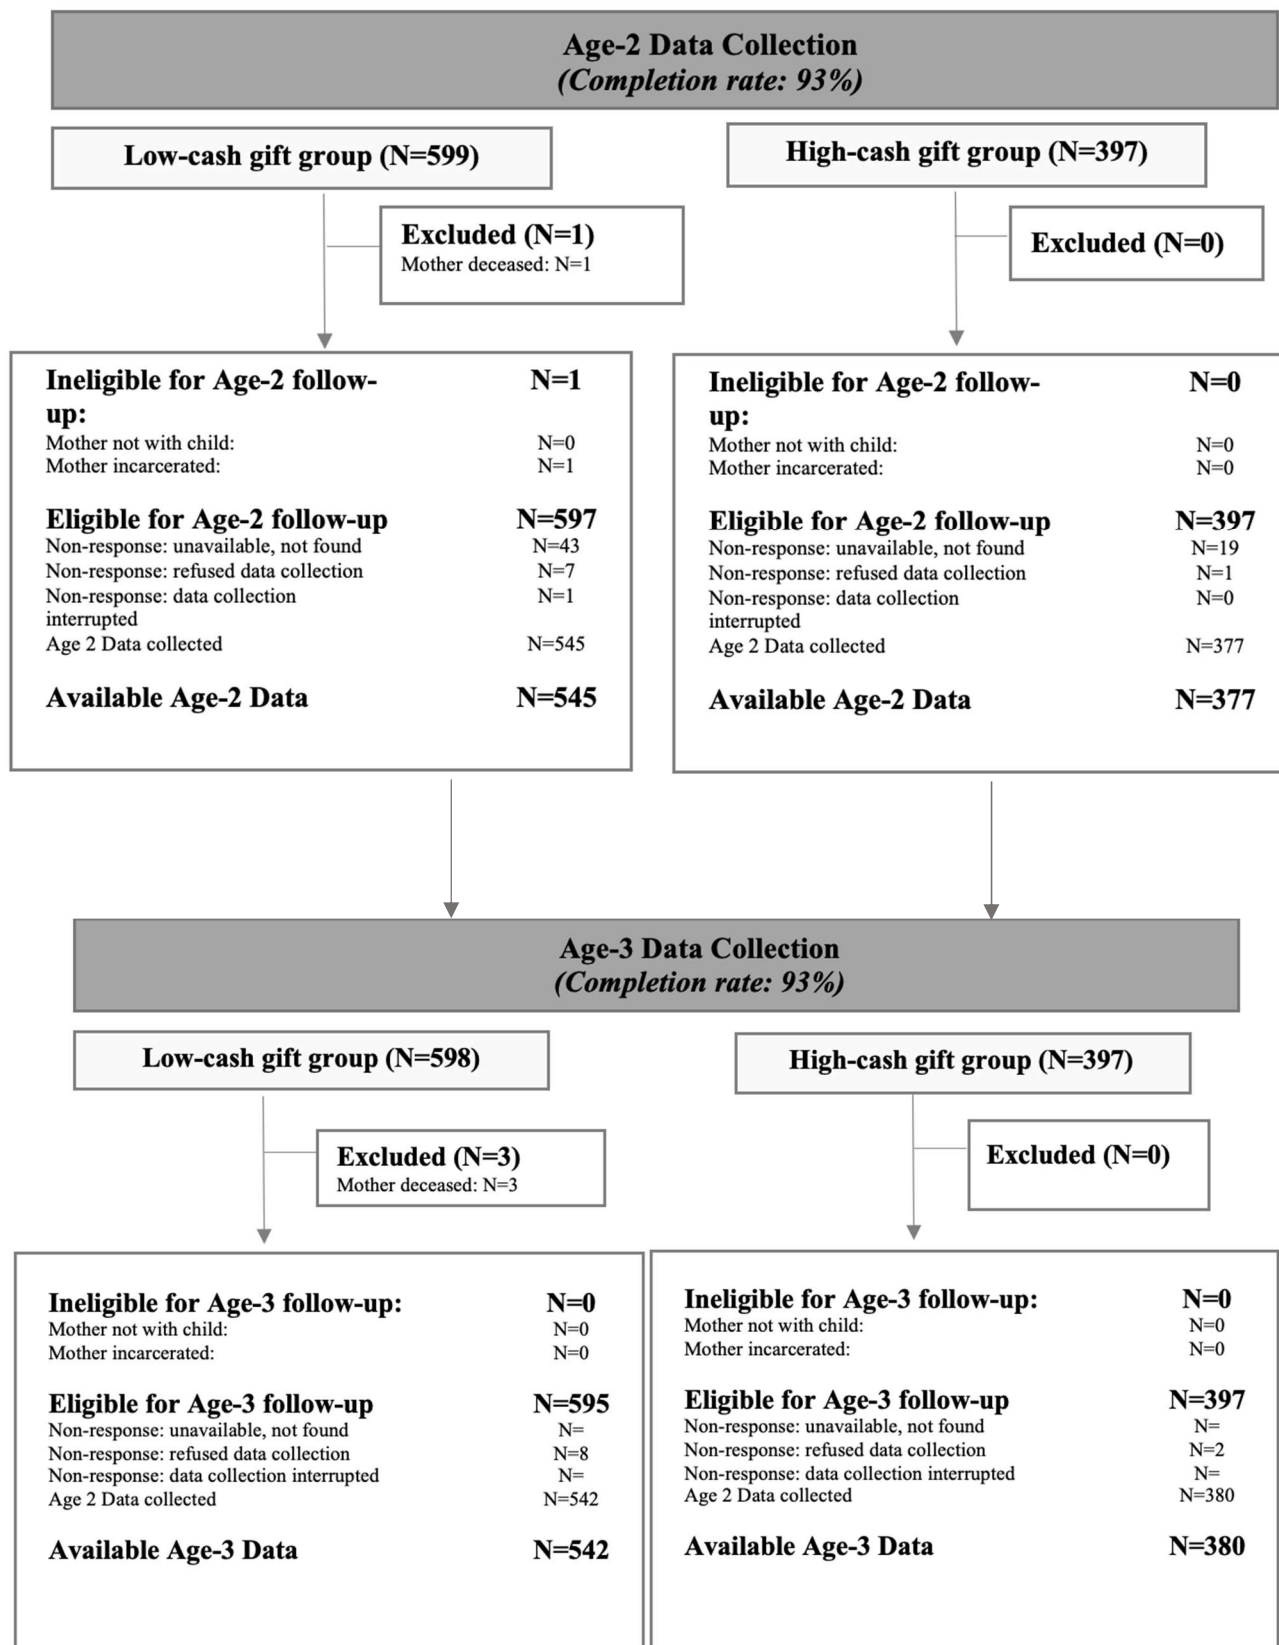 Age-2 Data Collection
(Completion rate: 93%)
Low-cash gift group (N=599)
Excluded (N=1)
Mother deceased: N=1
Ineligible for Age-2 follow- N=1
up:
Mother not with child: N=0
Mother incarcerated: N=1
Eligible for Age-2 follow-up N=597
Non-response: unavailable, not found N=43
Non-response: refused data collection N=7
Non-response: data collection N=1
interrupted
Age 2 Data collected N=545
Available Age-2 Data N=545
High-cash gift group (N=397)
Excluded (N=0)
Ineligible for Age-2 follow- N=0
up:
Mother not with child: N=0
Mother incarcerated: N=0
Eligible for Age-2 follow-up N=397
Non-response: unavailable, not found N=19
Non-response: refused data collection N=1
Non-response: data collection N=0
interrupted
Age 2 Data collected N=377
Available Age-2 Data N=377
Age-3 Data Collection
(Completion rate: 93%)
Low-cash gift group (N=598)
Excluded (N=3)
Mother deceased: N=3
Ineligible for Age-3 follow-up: N=0
Mother not with child: N=0
Mother incarcerated: N=0
Eligible for Age-3 follow-up N=595
Non-response: unavailable, not found N=
Non-response: refused data collection N=8
Non-response: data collection interrupted N=
Age 2 Data collected N=542
Available Age-3 Data N=542
High-cash gift group (N=397)
Excluded (N=0)
Ineligible for Age-3 follow-up: N=0
Mother not with child: N=0
Mother incarcerated: N=0
Eligible for Age-3 follow-up N=397
Non-response: unavailable, not found N=
Non-response: refused data collection N=2
Non-response: data collection interrupted N=
Age 2 Data collected N=380
Available Age-3 Data N=380